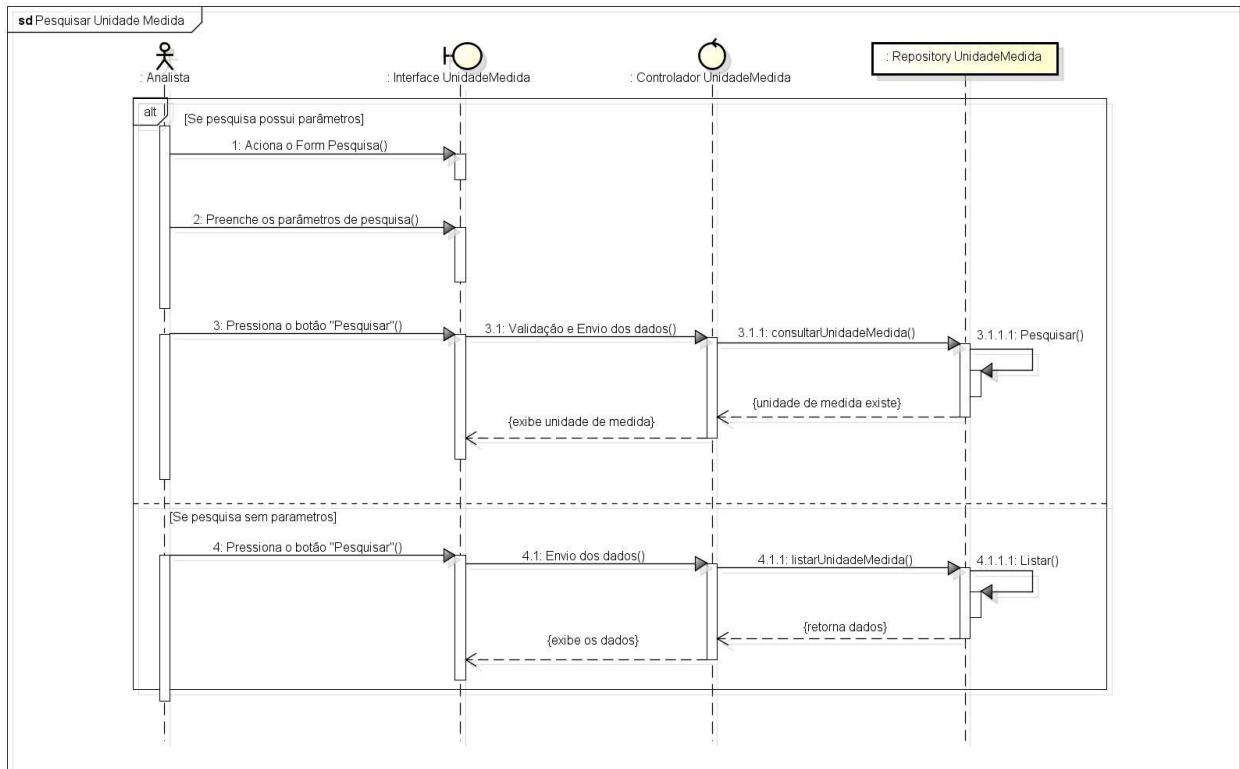 sd Pesquisar Unidade Medida
: Analista
: Interface UnidadeMedida
: Controlador UnidadeMedida
: Repository UnidadeMedida
alt
[Se pesquisa possui parâmetros]
1: Aciona o Form Pesquisa()
2: Preenche os parâmetros de pesquisa()
3: Pressiona o botão "Pesquisar"()
3.1: Validação e Envio dos dados()
3.1.1: consultarUnidadeMedida()
3.1.1.1: Pesquisar()
{unidade de medida existe}
{exibe unidade de medida}
[Se pesquisa sem parametros]
4: Pressiona o botão "Pesquisar"()
4.1: Envio dos dados()
4.1.1: listarUnidadeMedida()
4.1.1.1: Listar()
{retorna dados}
{exibe os dados}